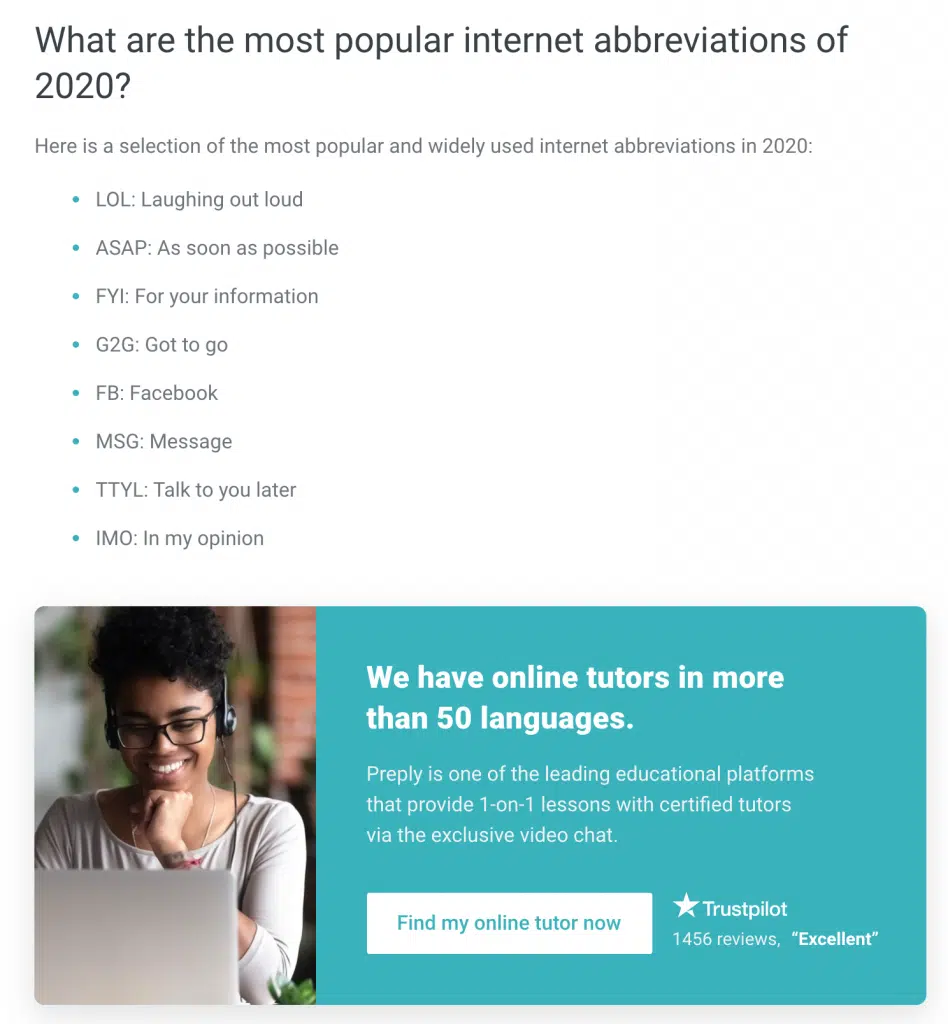 What are the most popular internet abbreviations of
2020?
Here is a selection of the most popular and widely used internet abbreviations in 2020:
• LOL: Laughing out loud
• ASAP: As soon as possible
• FYI: For your information
• G2G: Got to go
• FB: Facebook
• MSG: Message
• TTYL: Talk to you later
• IMO: In my opinion
We have online tutors in more
than 50 languages.
Preply is one of the leading educational platforms
that provide 1-on-1 lessons with certified tutors
via the exclusive video chat.
Find my online tutor now
Trustpilot
1456 reviews, “Excellent”